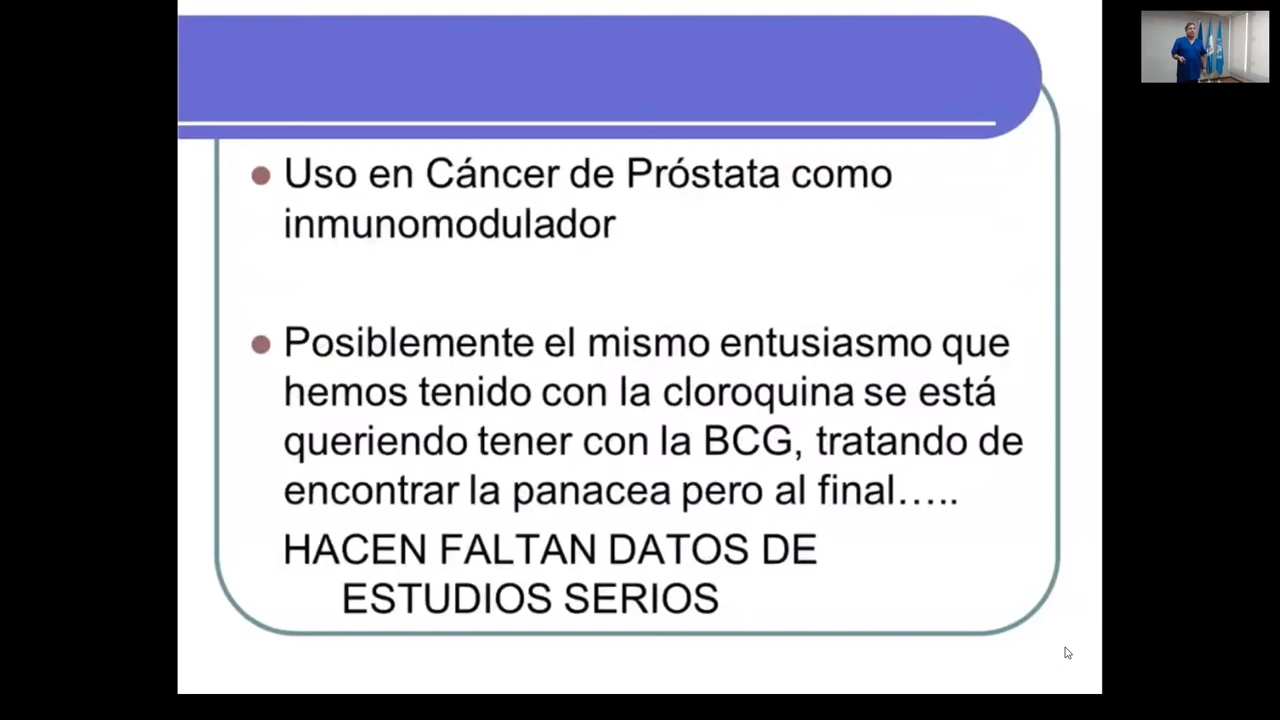 Uso en Cáncer de Próstata como
inmunomodulador
Posiblemente el mismo entusiasmo que
hemos tenido con la cloroquina se está
queriendo tener con la BCG, tratando de
encontrar la panacea pero al final…..
HACEN FALTAN DATOS DE
ESTUDIOS SERIOS